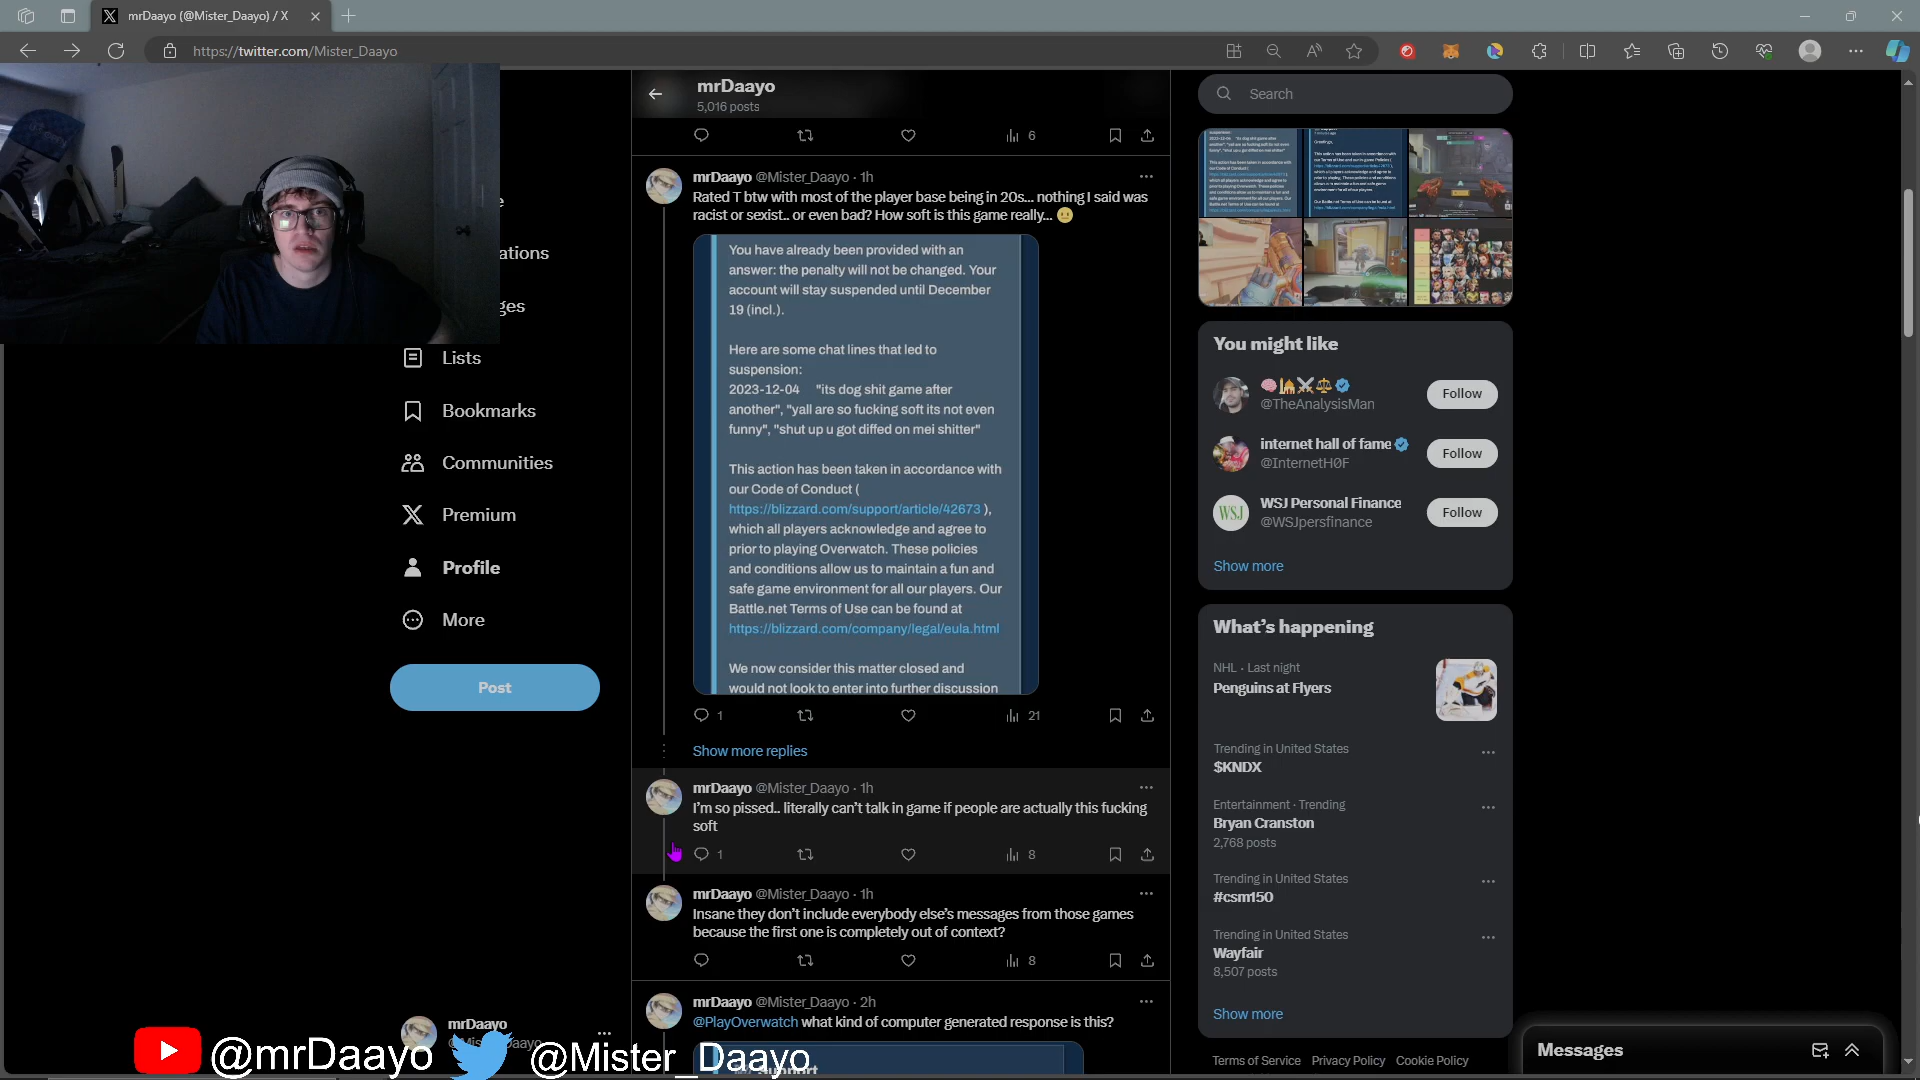 mrDaayo (@Mister_Daayo) / X
https://twitter.com/Mister_Daayo
ations
ges
Lists
Bookmarks
Communities
Premium
Profile
More
Post
mrDaayo
mrDaayo
5,016 posts
6
mrDaayo @Mister_Daayo · 1h
Rated T btw with most of the player base being in 20s... nothing I said was
racist or sexist.. or even bad? How soft is this game really... 😐
You have already been provided with an
answer: the penalty will not be changed. Your
account will stay suspended until December
19 (incl.).
Here are some chat lines that led to
suspension:
2023-12-04 "its dog shit game after
another", "yall are so fucking soft its not even
funny", "shut up u got diffed on mei shitter"
This action has been taken in accordance with
our Code of Conduct (
https://blizzard.com/support/article/42673 ),
which all players acknowledge and agree to
prior to playing Overwatch. These policies
and conditions allow us to maintain a fun and
safe game environment for all our players. Our
Battle.net Terms of Use can be found at
https://blizzard.com/company/legal/eula.html
We now consider this matter closed and
would not look to enter into further discussion
1
21
Show more replies
mrDaayo @Mister_Daayo · 1h
I'm so pissed.. literally can't talk in game if people are actually this fucking
soft
1
8
mrDaayo @Mister_Daayo · 1h
Insane they don't include everybody else's messages from those games
because the first one is completely out of context?
8
mrDaayo @Mister_Daayo · 2h
@PlayOverwatch what kind of computer generated response is this?
Support
Search
You might like
🧠🕌⚔️⚖️
@TheAnalysisMan
Follow
internet hall of fame
@InternetH0F
Follow
WSJ
WSJ Personal Finance
@WSJpersfinance
Follow
Show more
What's happening
NHL · Last night
Penguins at Flyers
Trending in United States
$KNDX
Entertainment · Trending
Bryan Cranston
2,768 posts
Trending in United States
#csm150
Trending in United States
Wayfair
8,507 posts
Show more
Terms of Service Privacy Policy Cookie Policy
Messages
@mrDaayo
@Mister_Daayo